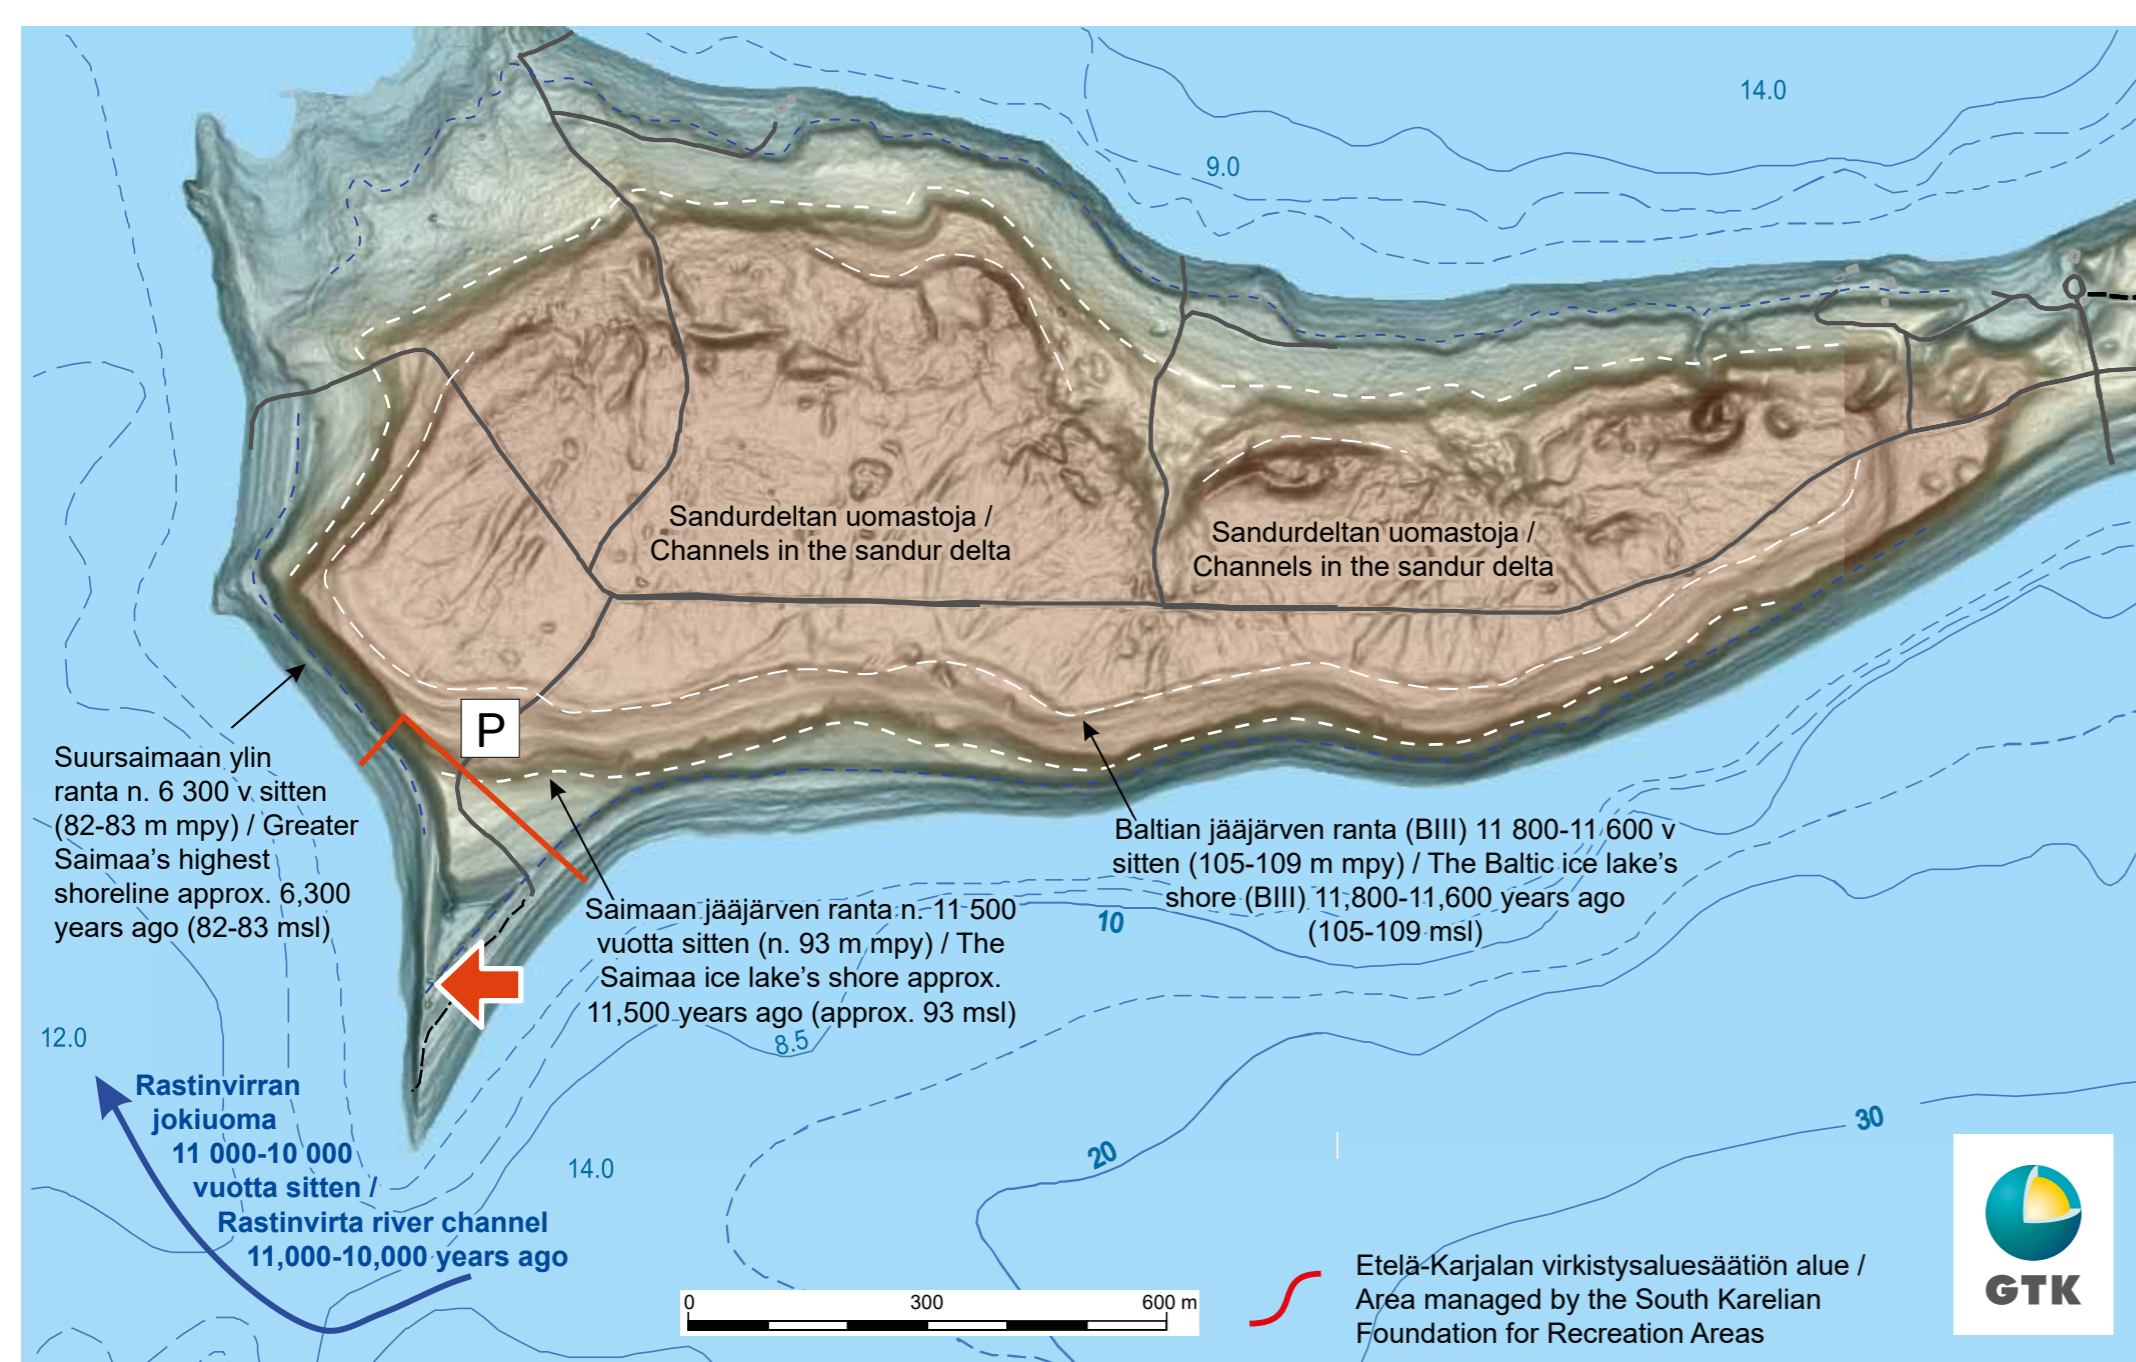 14.0
9.0
Sandurdeltan uomastoja /
Channels in the sandur delta
Sandurdeltan uomastoja /
Channels in the sandur delta
P
Suursaimaan ylin
ranta n. 6 300 v sitten
(82-83 m mpy) / Greater
Saimaa’s highest
shoreline approx. 6,300
years ago (82-83 msl)
Baltian jääjärven ranta (BIII) 11 800-11 600 v
sitten (105-109 m mpy) / The Baltic ice lake’s
shore (BIII) 11,800-11,600 years ago
(105-109 msl)
Saimaan jääjärven ranta n. 11 500
vuotta sitten (n. 93 m mpy) / The
Saimaa ice lake’s shore approx.
11,500 years ago (approx. 93 msl)
10
12.0
8.5
Rastinvirran
jokiuoma
11 000-10 000
vuotta sitten /
Rastinvirta river channel
11,000-10,000 years ago
14.0
20
30
0 300 600 m
Etelä-Karjalan virkistysaluesäätiön alue /
Area managed by the South Karelian
Foundation for Recreation Areas
GTK